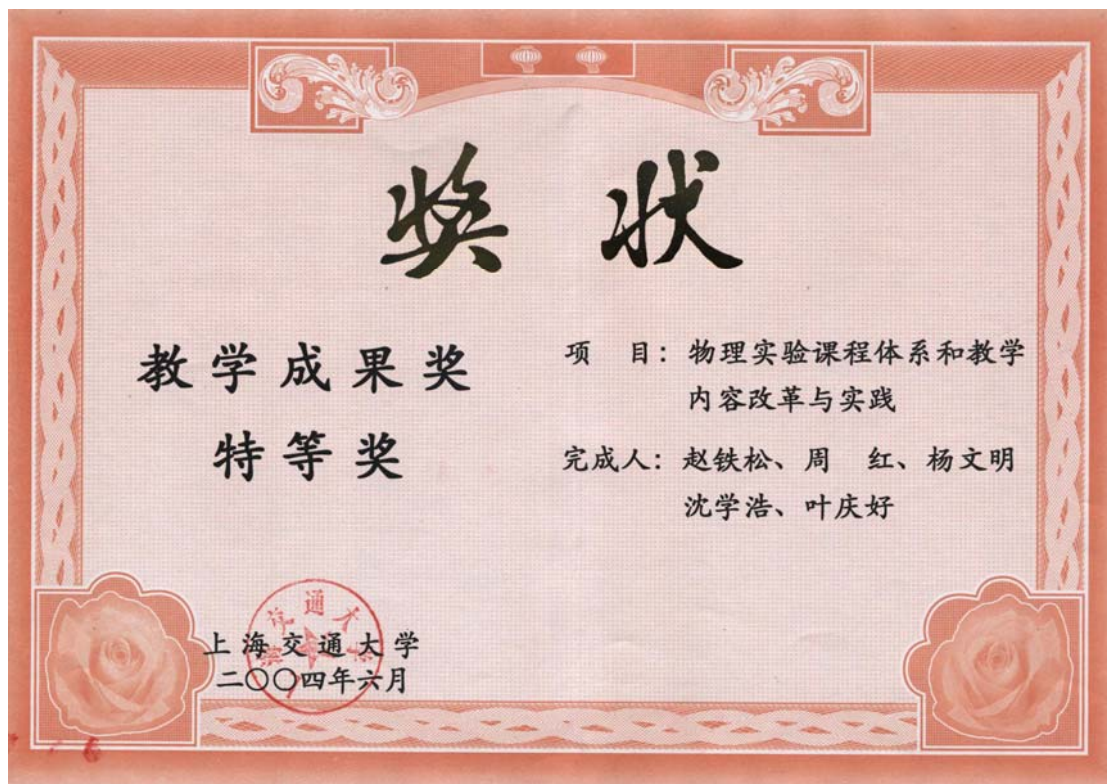 奖 状
教学成果奖
特等奖
项 目：物理实验课程体系和教学
内容改革与实践
完成人：赵铁松、周 红、杨文明
沈学浩、叶庆好
上海交通大学
二〇〇四年六月